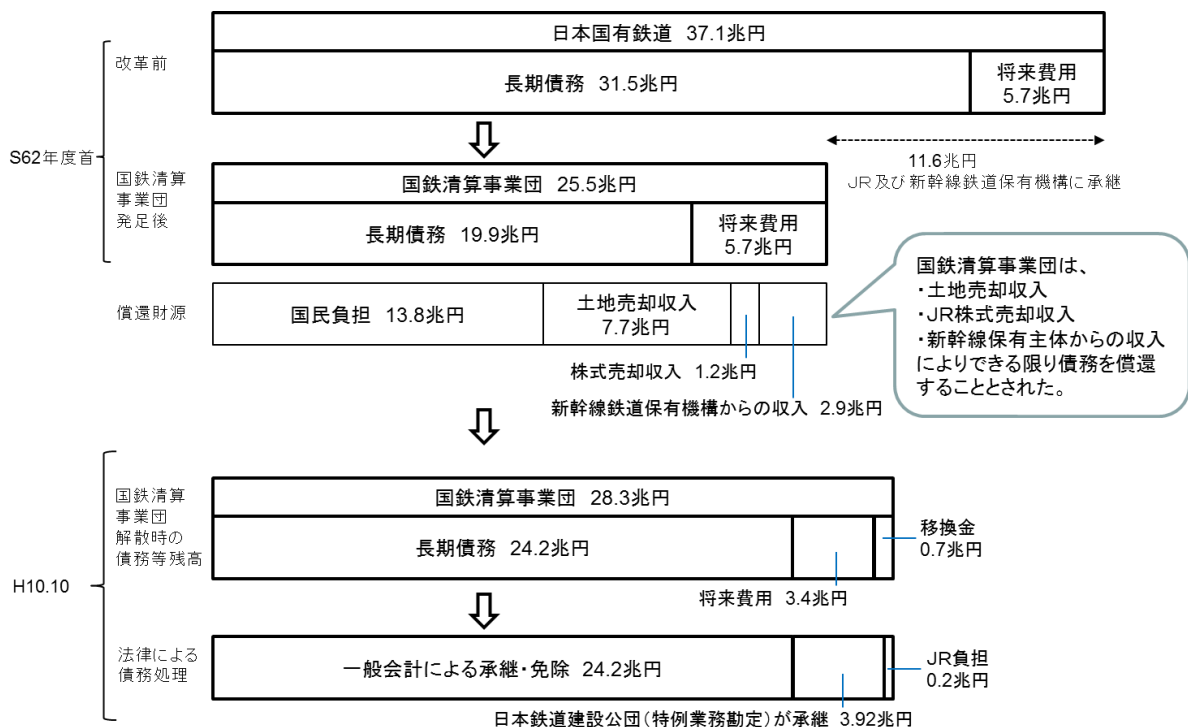 日本国有鉄道 37.1兆円
改革前
長期債務 31.5兆円
将来費用
5.7兆円
S62年度首
11.6兆円
JR及び新幹線鉄道保有機構に承継
国鉄清算
事業団
発足後
国鉄清算事業団 25.5兆円
長期債務 19.9兆円
将来費用
5.7兆円
国鉄清算事業団は、
・土地売却収入
・JR株式売却収入
・新幹線保有主体からの収入
によりできる限り債務を償還
することとされた。
償還財源
国民負担 13.8兆円
土地売却収入
7.7兆円
株式売却収入 1.2兆円
新幹線鉄道保有機構からの収入 2.9兆円
H10.10
国鉄清算
事業団
解散時の
債務等残高
国鉄清算事業団 28.3兆円
長期債務 24.2兆円
移換金
0.7兆円
将来費用 3.4兆円
法律による
債務処理
一般会計による承継・免除 24.2兆円
JR負担
0.2兆円
日本鉄道建設公団(特例業務勘定)が承継 3.92兆円